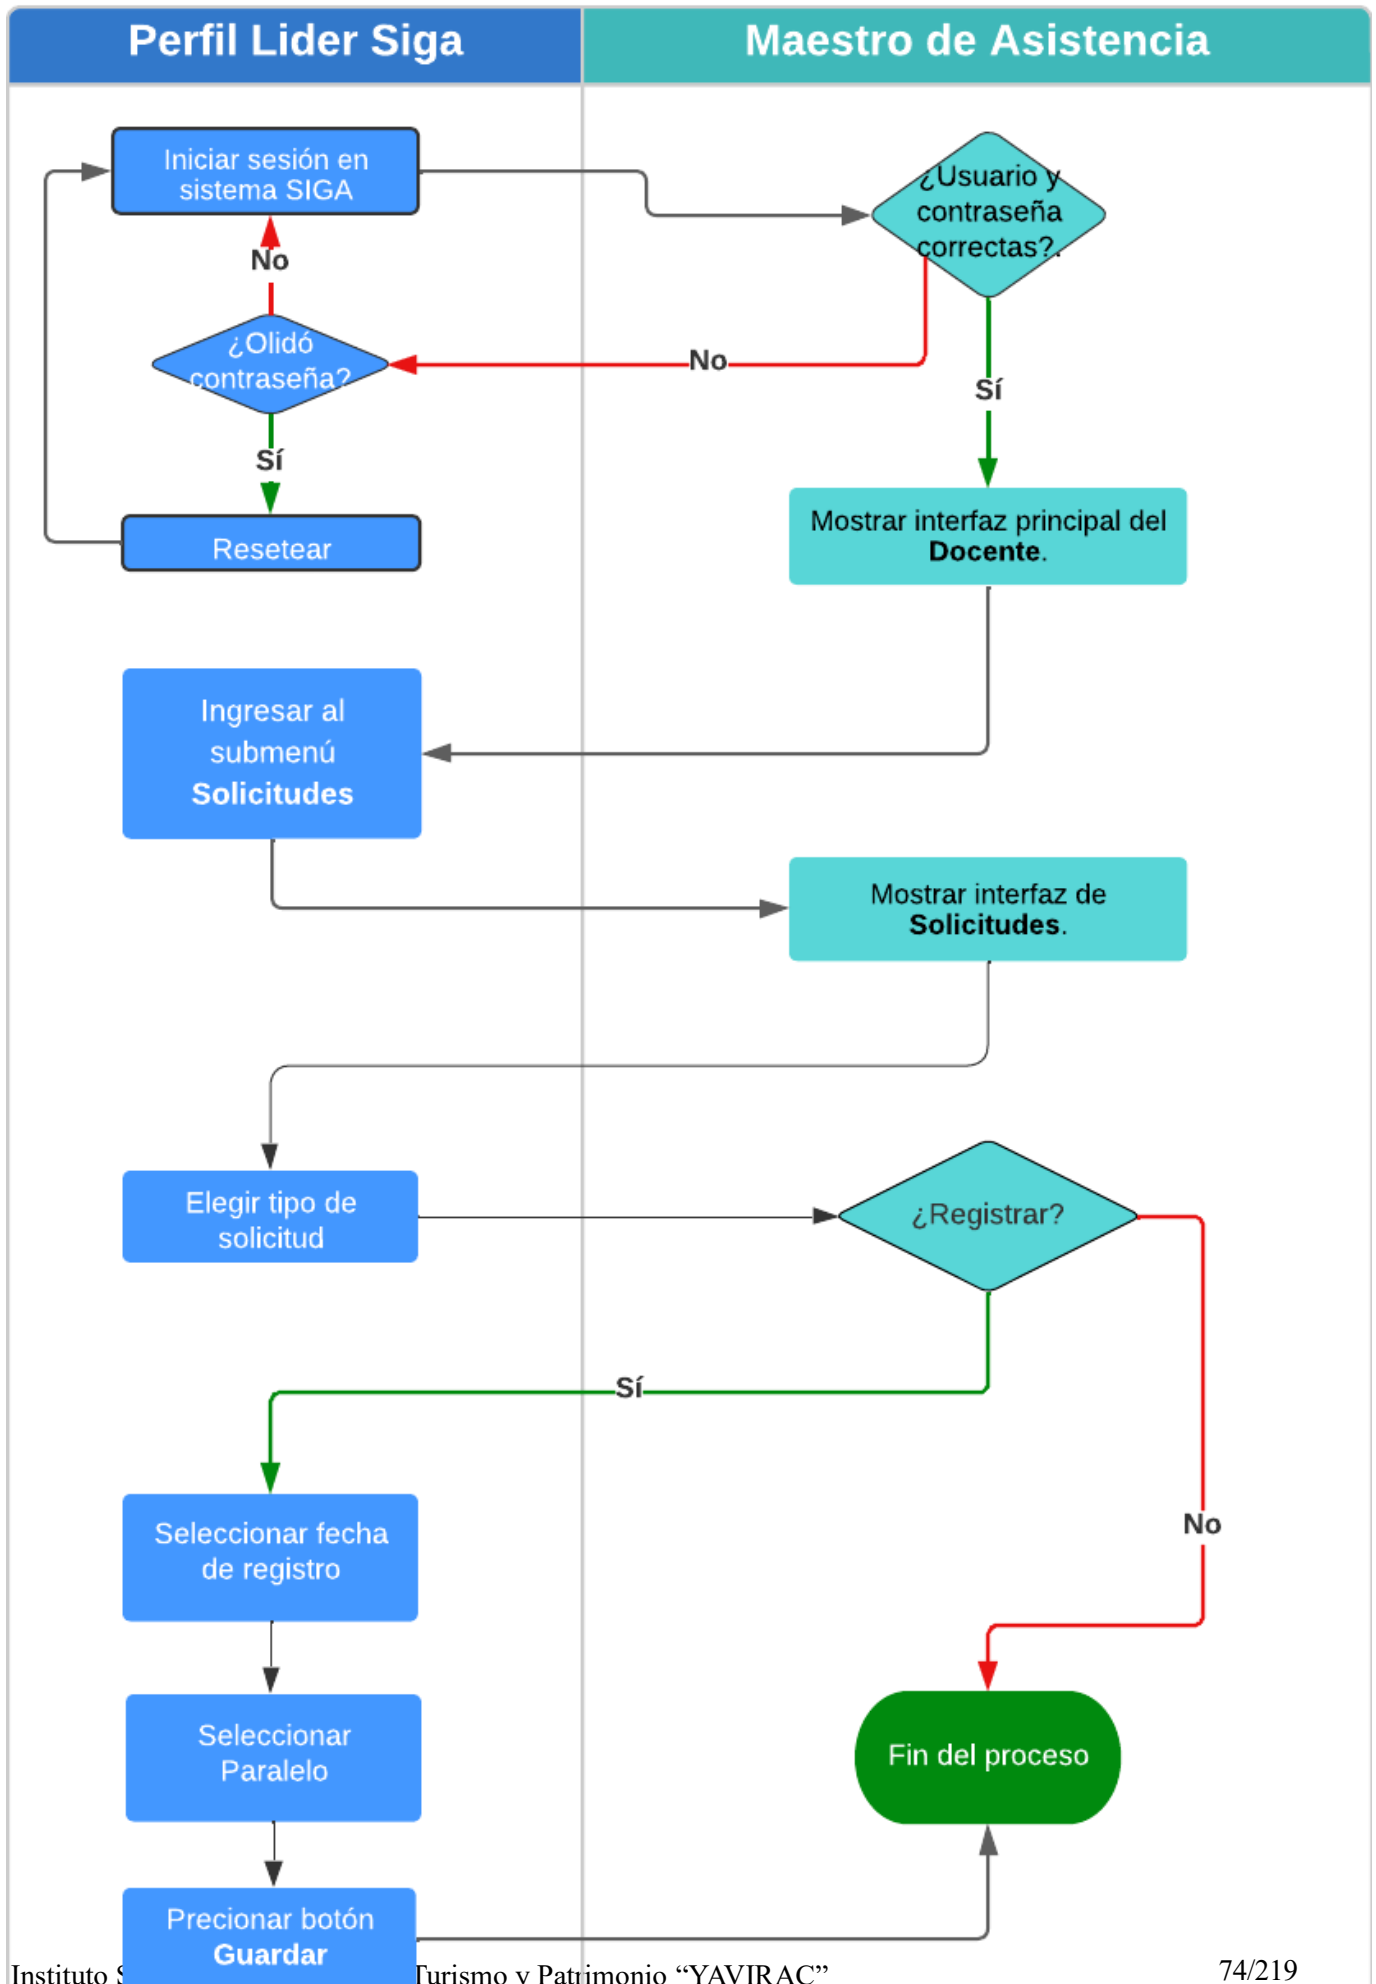 Perfil Lider Siga
Maestro de Asistencia
Iniciar sesión en
sistema SIGA
¿Usuario y
contraseña
correctas?.
No
¿Olidó
contraseña?
No
Sí
Sí
Resetear
Mostrar interfaz principal del
Docente.
Ingresar al
submenú
Solicitudes
Mostrar interfaz de
Solicitudes.
Elegir tipo de
solicitud
¿Registrar?
Sí
Seleccionar fecha
de registro
No
Seleccionar
Paralelo
Fin del proceso
Precionar botón
Guardar
Instituto Turismo y Patrimonio “YAVIRAC”
74/219